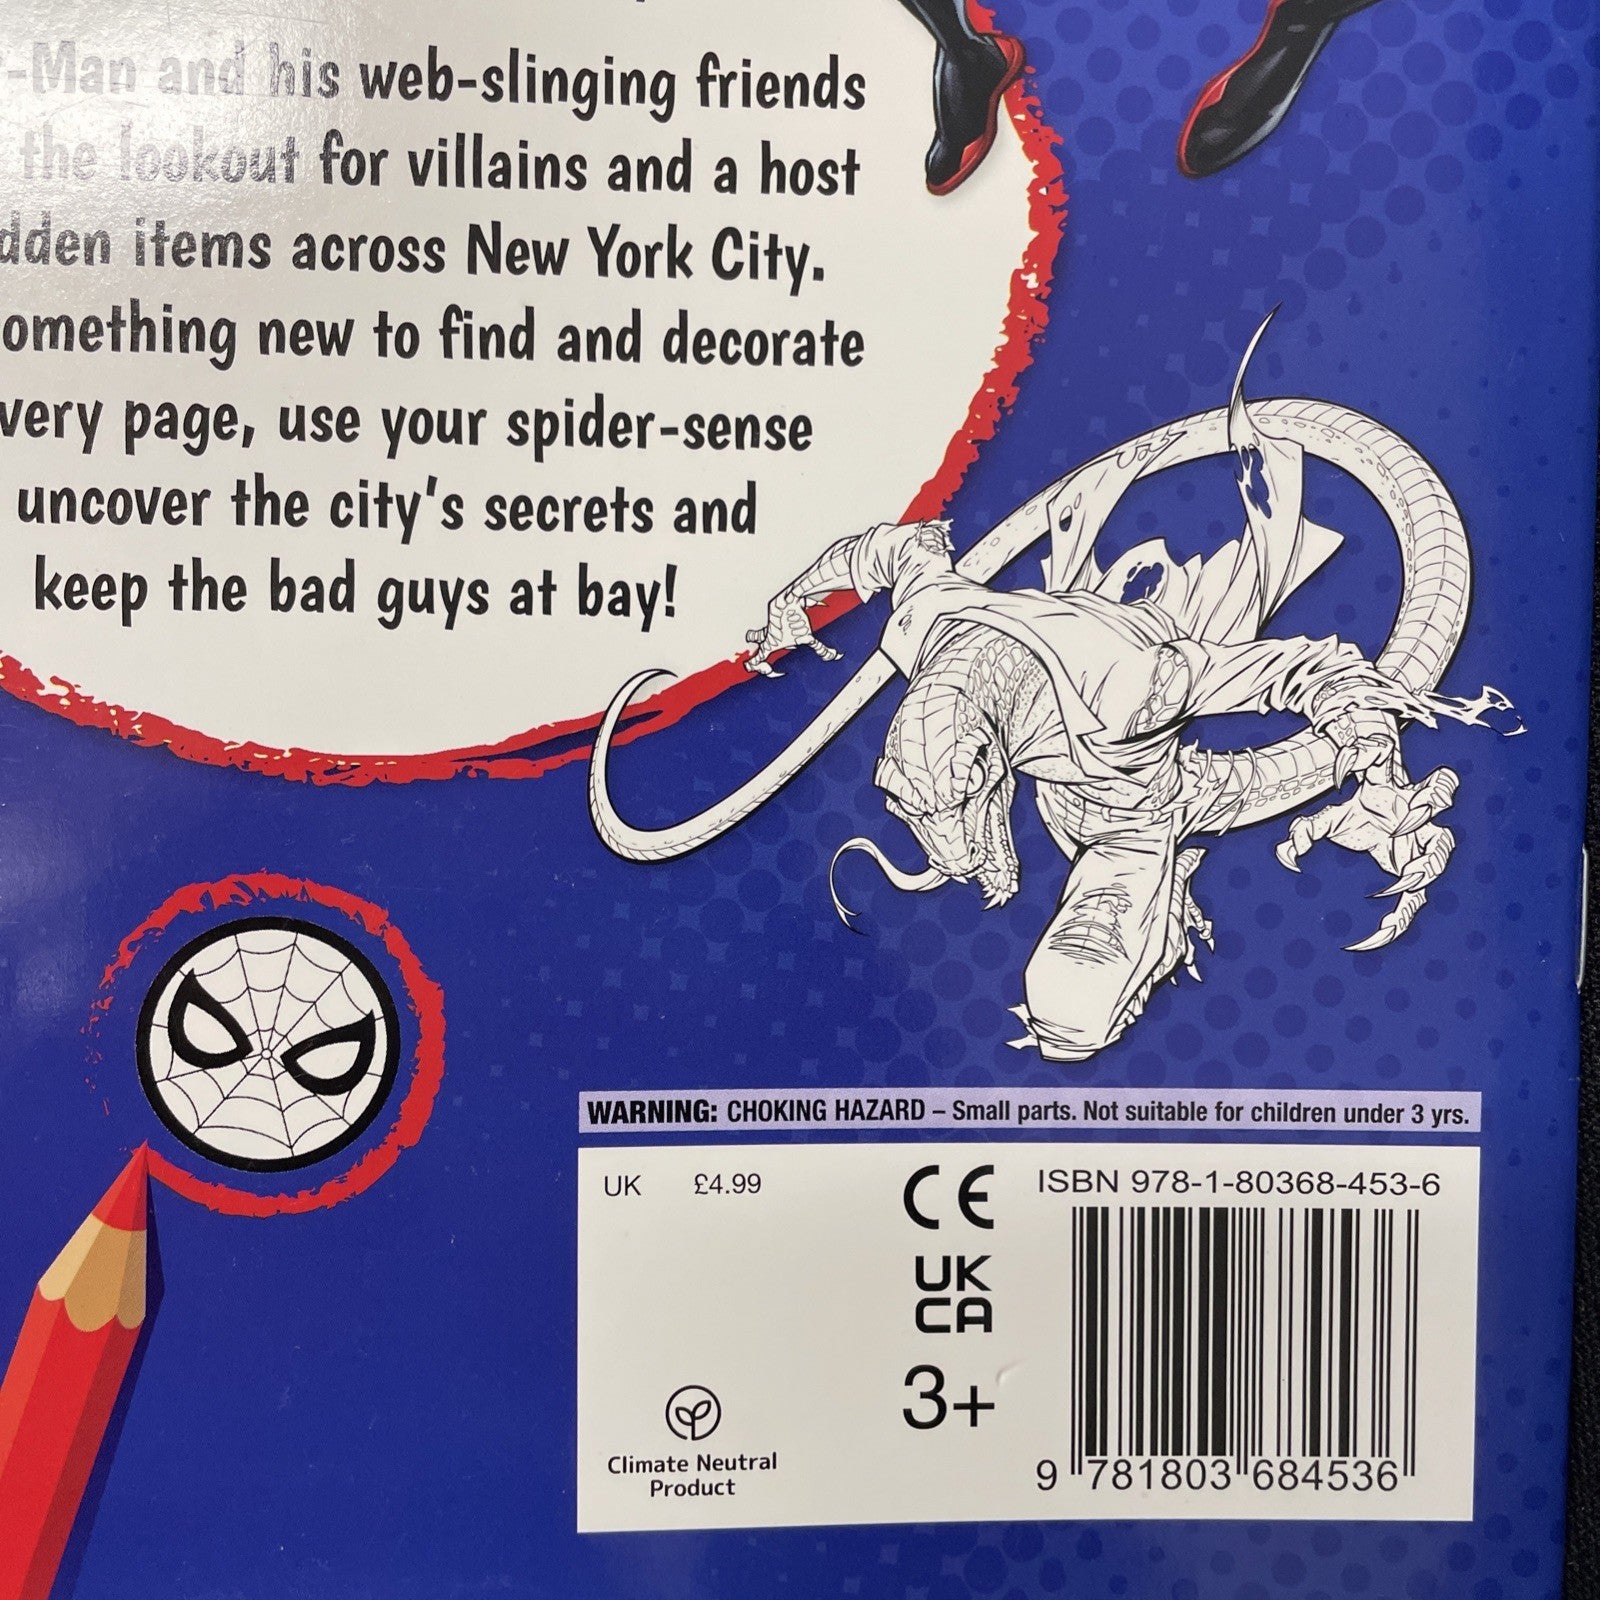 -Man and his web-slinging friends
the lookout for villains and a host
dden items across New York City.
omething new to find and decorate
very page, use your spider-sense
uncover the city's secrets and
keep the bad guys at bay!
WARNING: CHOKING HAZARD – Small parts. Not suitable for children under 3 yrs.
UK £4.99
CE
ISBN 978-1-80368-453-6
UK
CA
3+
Climate Neutral
Product
9 781803 684536